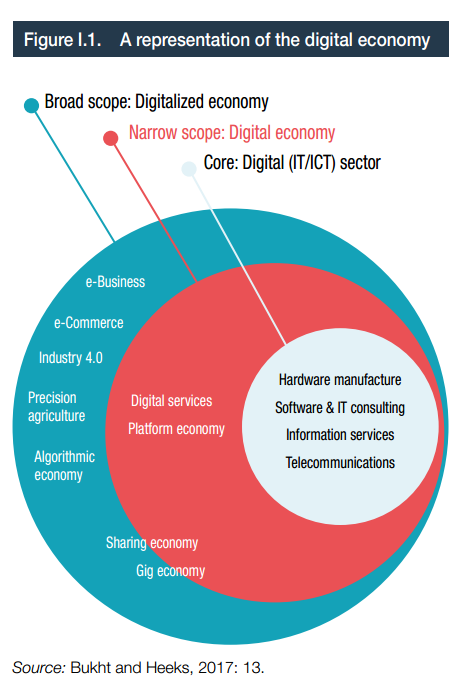 Figure I.1. A representation of the digital economy
Broad scope: Digitalized economy
Narrow scope: Digital economy
Core: Digital (IT/ICT) sector
e-Business
e-Commerce
Industry 4.0
Precision
agriculture
Algorithmic
economy
Digital services
Platform economy
Sharing economy
Gig economy
Hardware manufacture
Software & IT consulting
Information services
Telecommunications
Source: Bukht and Heeks, 2017: 13.